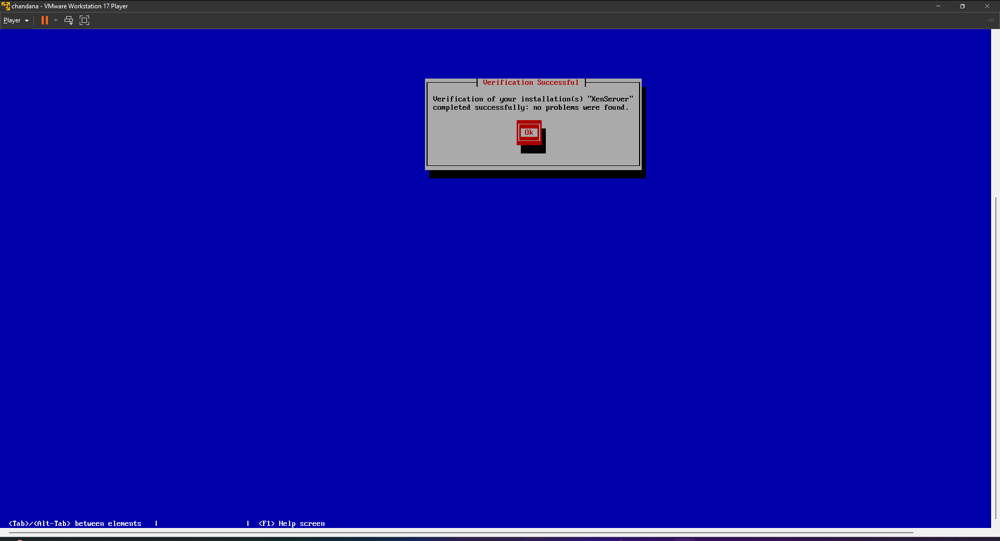 chandana - VMware Workstation 17 Player
Player
Verification Successful
Verification of your installation(s) "XenServer"
completed successfully: no problems were found.
Ok
<Tab>/<Alt-Tab> between elements | | <F1> Help screen